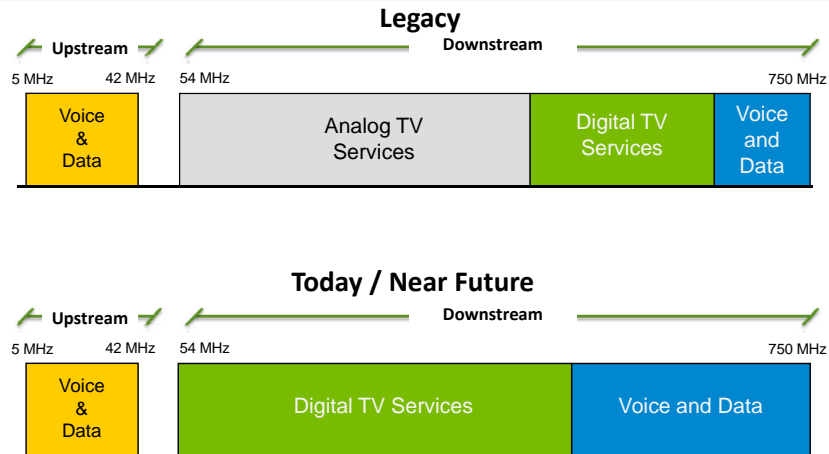 Legacy
Upstream
Downstream
5 MHz
42 MHz
54 MHz
750 MHz
Voice
&
Data
Analog TV
Services
Digital TV
Services
Voice
and
Data
Today / Near Future
Upstream
Downstream
5 MHz
42 MHz
54 MHz
750 MHz
Voice
&
Data
Digital TV Services
Voice and Data